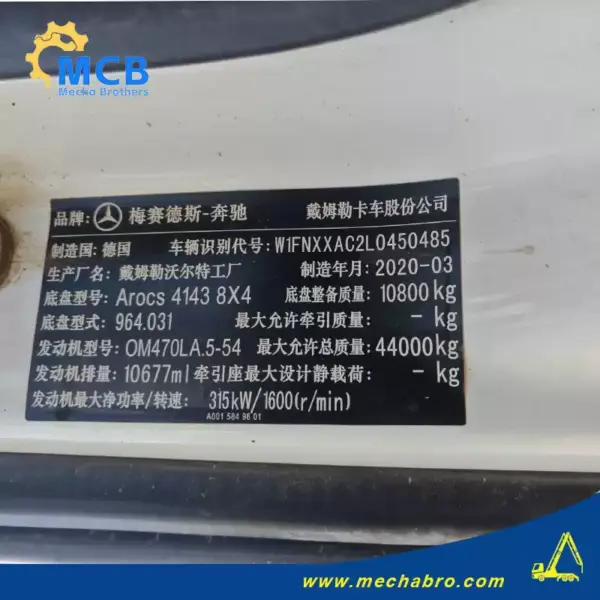 MCB
Mecha Brothers
品牌: 梅赛德斯-奔驰 戴姆勒卡车股份公司
制造国: 德国 车辆识别代号: W1FNXXAC2L0450485
生产厂名: 戴姆勒沃尔特工厂 制造年月: 2020-03
底盘型号: Arocs 4143 8X4 底盘整备质量: 10800kg
底盘型式: 964.031 最大允许牵引质量: - kg
发动机型号: OM470LA.5-54 最大允许总质量: 44000kg
发动机排量: 10677ml 牵引座最大设计静载荷: - kg
发动机最大净功率/转速: 315kW/1600(r/min)
A001 584 96 01
www.mechabro.com